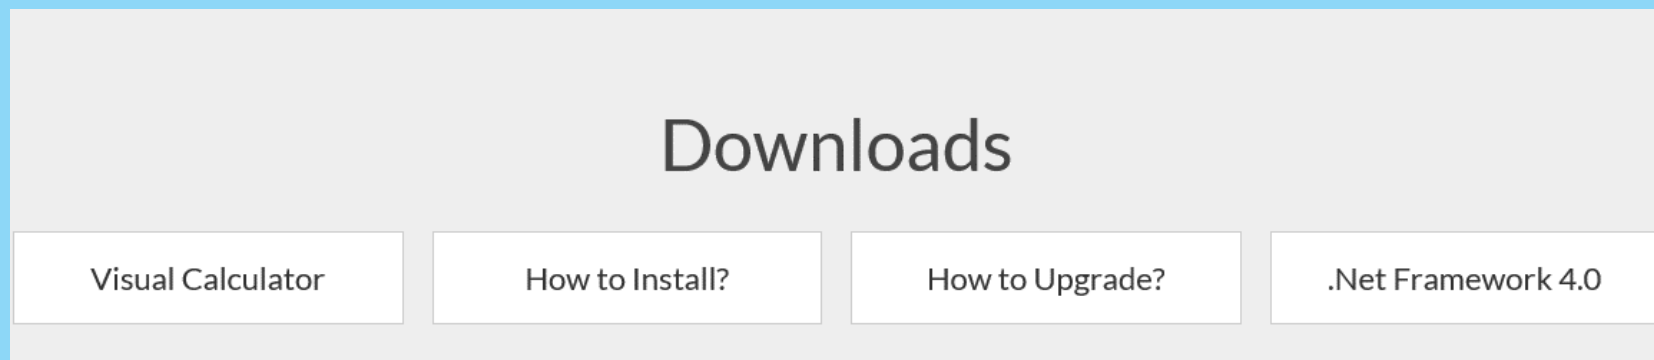 Downloads
Visual Calculator
How to Install?
How to Upgrade?
.Net Framework 4.0